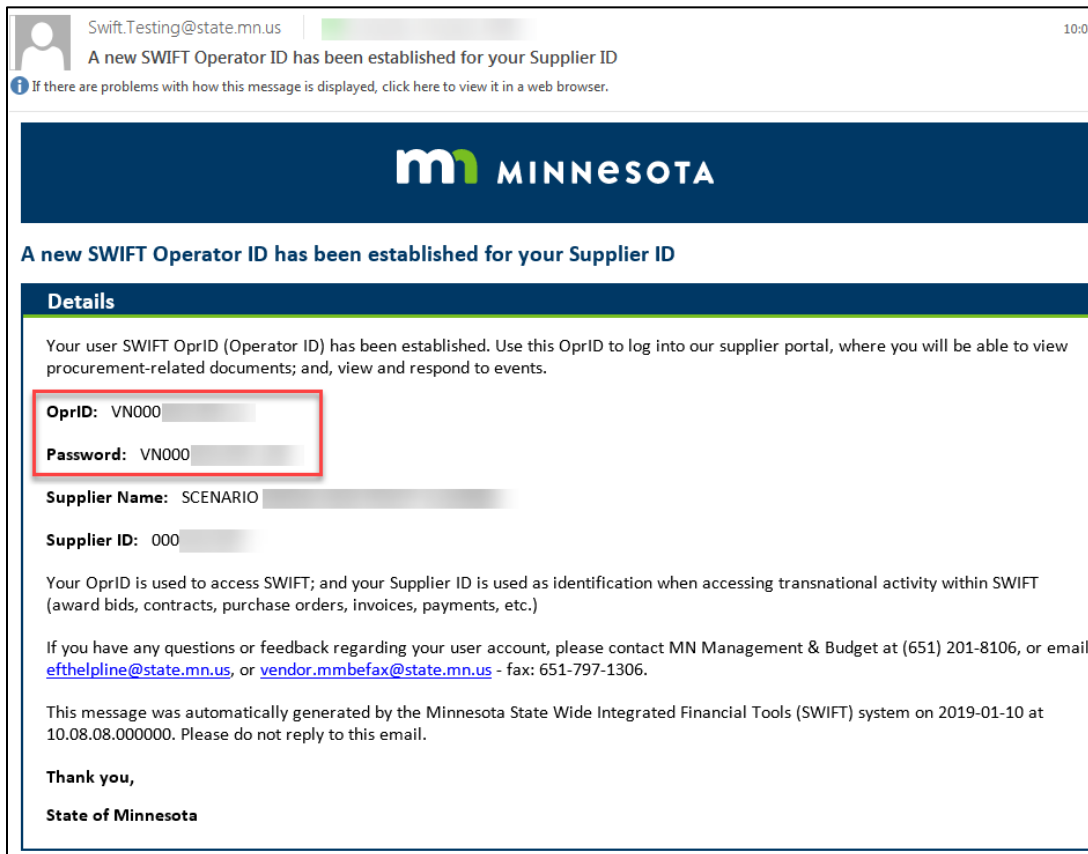 Swift.Testing@state.mn.us
10:0
A new SWIFT Operator ID has been established for your Supplier ID
If there are problems with how this message is displayed, click here to view it in a web browser.
mn MINNESOTA
A new SWIFT Operator ID has been established for your Supplier ID
Details
Your user SWIFT OprID (Operator ID) has been established. Use this OprID to log into our supplier portal, where you will be able to view
procurement-related documents; and, view and respond to events.
OprID: VN000
Password: VN000
Supplier Name: SCENARIO
Supplier ID: 000
Your OprID is used to access SWIFT; and your Supplier ID is used as identification when accessing transnational activity within SWIFT
(award bids, contracts, purchase orders, invoices, payments, etc.)
If you have any questions or feedback regarding your user account, please contact MN Management & Budget at (651) 201-8106, or email
efthelpline@state.mn.us, or vendor.mmbefax@state.mn.us - fax: 651-797-1306.
This message was automatically generated by the Minnesota State Wide Integrated Financial Tools (SWIFT) system on 2019-01-10 at
10.08.08.000000. Please do not reply to this email.
Thank you,
State of Minnesota